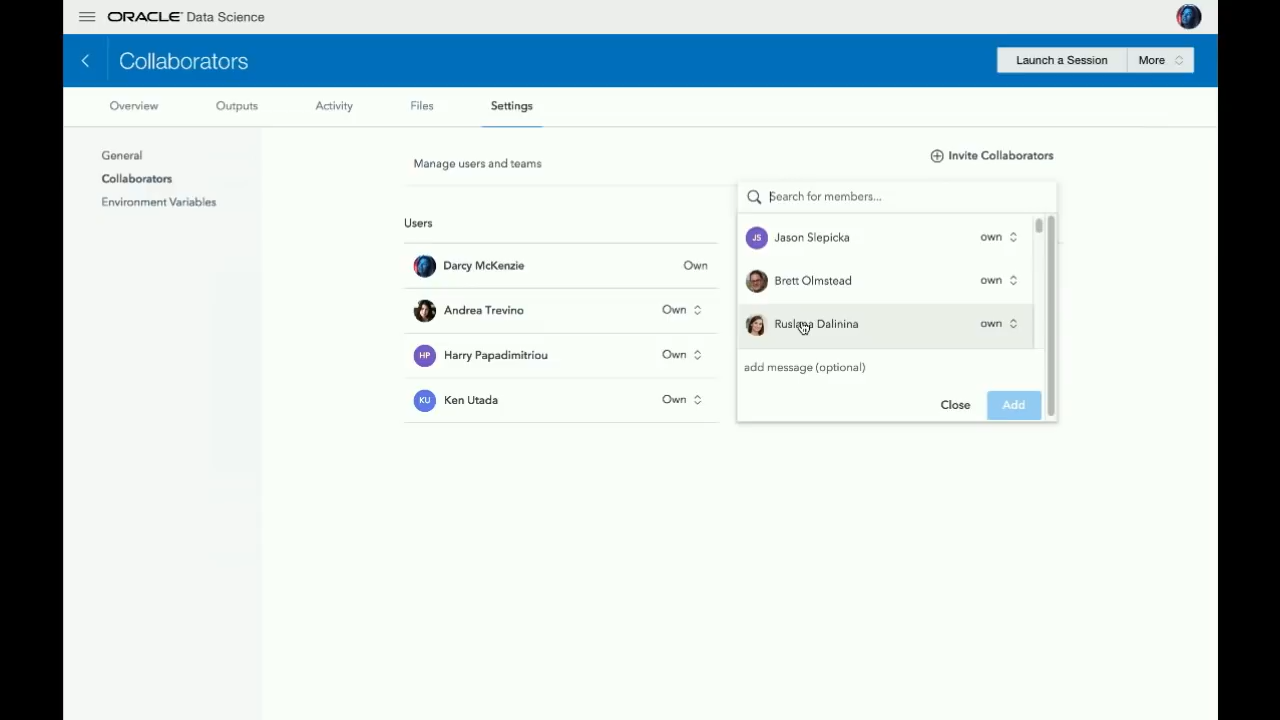 ORACLE Data Science
Collaborators
Launch a Session
More
Overview
Outputs
Activity
Files
Settings
General
Collaborators
Environment Variables
Manage users and teams
Invite Collaborators
Users
Darcy McKenzie Own
Andrea Trevino Own
HP Harry Papadimitriou Own
KU Ken Utada Own
Search for members...
JS Jason Slepicka own
Brett Olmstead own
Ruslana Dalinina own
add message (optional)
Close
Add